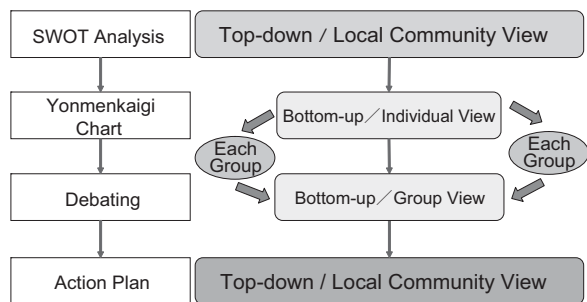 SWOT Analysis
Top-down / Local Community View
Yonmenkaigi
Chart
Bottom-up／Individual View
Each
Group
Each
Group
Debating
Bottom-up／Group View
Action Plan
Top-down / Local Community View